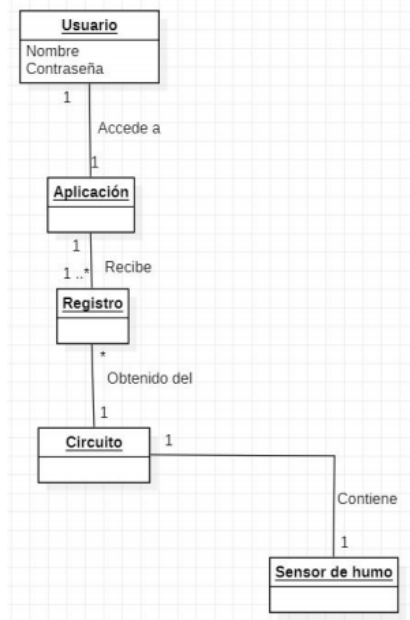 Usuario
Nombre
Contraseña
1
Accede a
1
Aplicación
1
1 ..*
Recibe
Registro
*
Obtenido del
1
Circuito
1
Contiene
1
Sensor de humo